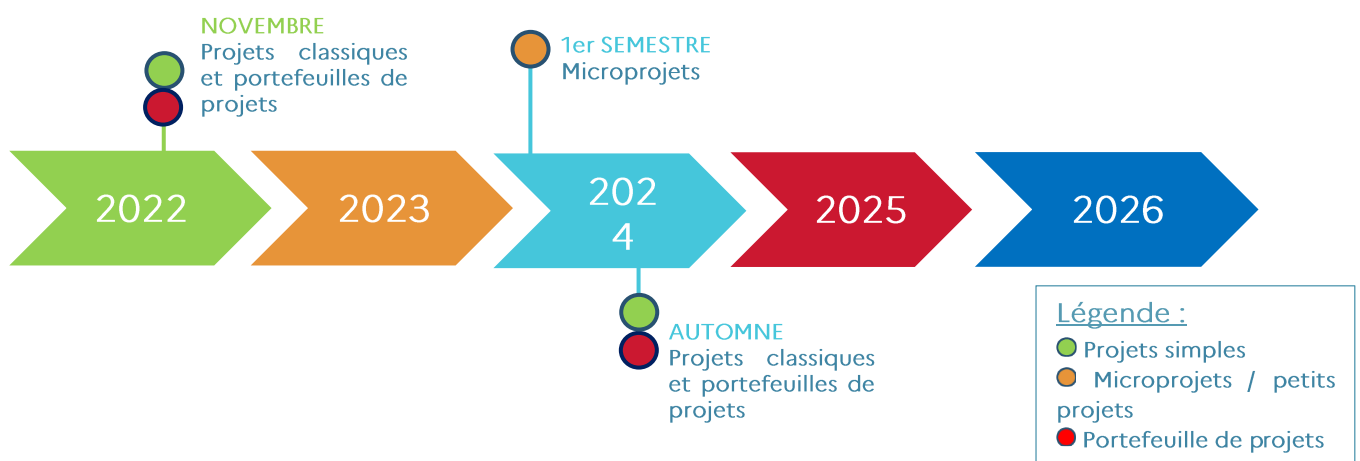 NOVEMBRE
Projets classiques
et portefeuilles de
projets
1er SEMESTRE
Microprojets
2022
2023
202
4
2025
2026
AUTOMNE
Projets classiques
et portefeuilles de
projets
Légende :
Projets simples
Microprojets / petits
projets
Portefeuille de projets